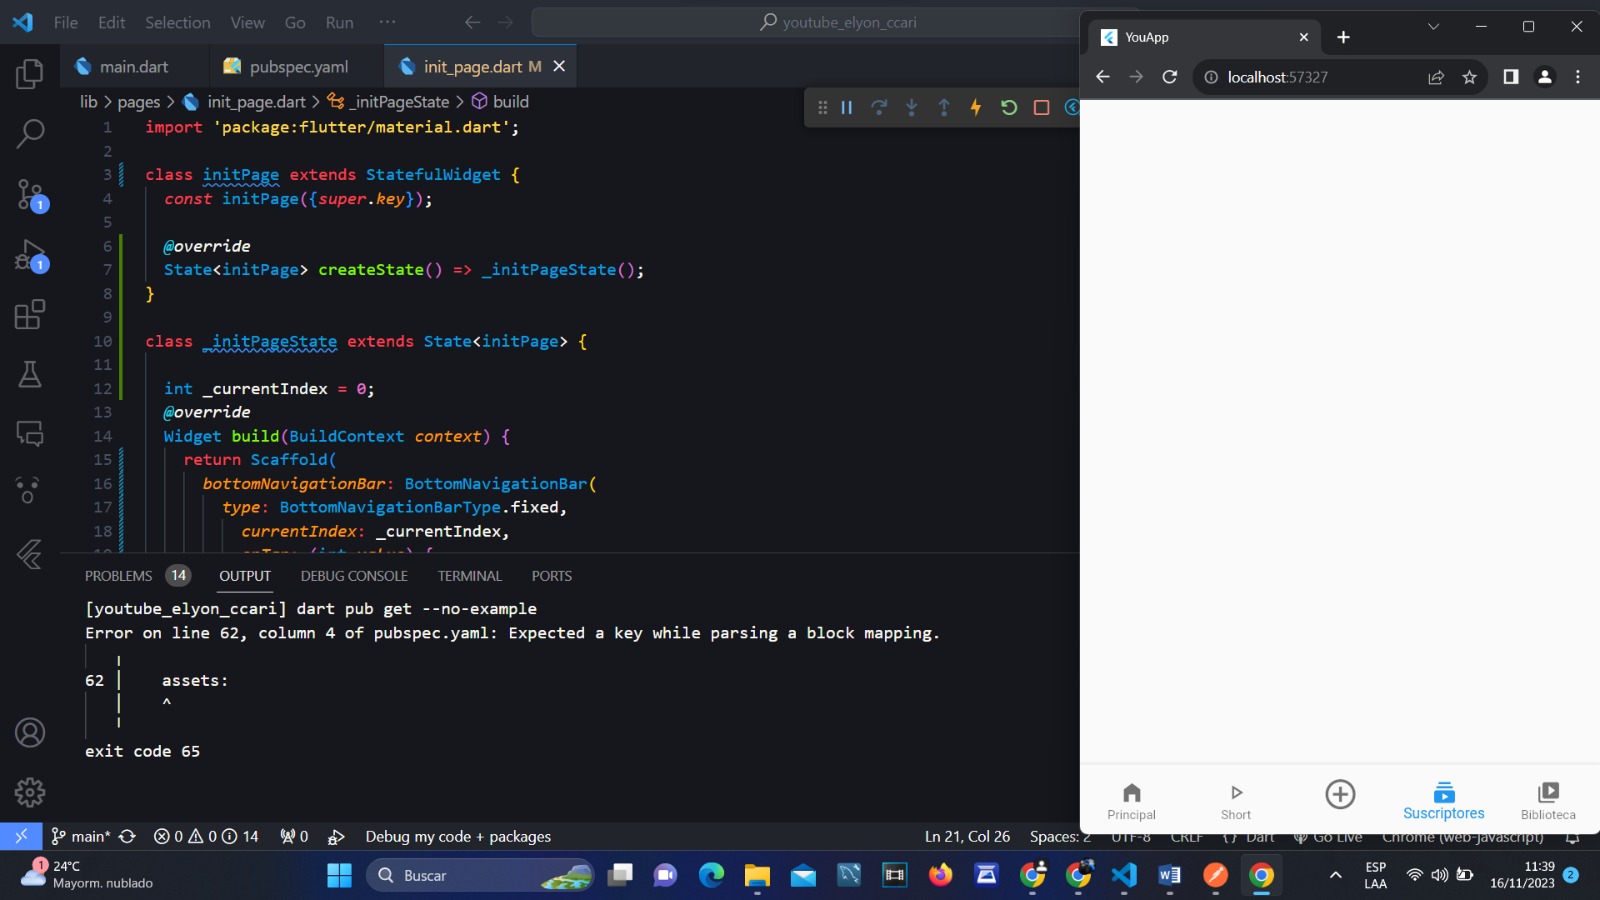 File Edit Selection View Go Run ···
youtube_elyon_ccari
main.dart
pubspec.yaml
init_page.dart M
lib > pages > init_page.dart > _initPageState > build
1 import 'package:flutter/material.dart';
2
3 class initPage extends StatefulWidget {
4 const initPage({super.key});
5
6 @override
7 State<initPage> createState() => _initPageState();
8 }
9
10 class _initPageState extends State<initPage> {
11
12 int _currentIndex = 0;
13 @override
14 Widget build(BuildContext context) {
15 return Scaffold(
16 bottomNavigationBar: BottomNavigationBar(
17 type: BottomNavigationBarType.fixed,
18 currentIndex: _currentIndex,
PROBLEMS 14 OUTPUT DEBUG CONSOLE TERMINAL PORTS
[youtube_elyon_ccari] dart pub get --no-example
Error on line 62, column 4 of pubspec.yaml: Expected a key while parsing a block mapping.
62 │ assets:
│ ^
exit code 65
1
1
main* 0 0 14 0 Debug my code + packages
Ln 21, Col 26 Spaces: 2 UTF-8 CRLF {} Dart Go Live Chrome (web-javascript)
YouApp
localhost:57327
Principal
Short
Suscriptores
Biblioteca
1
24°C
Mayorm. nublado
Buscar
ESP
LAA
11:39
16/11/2023
2